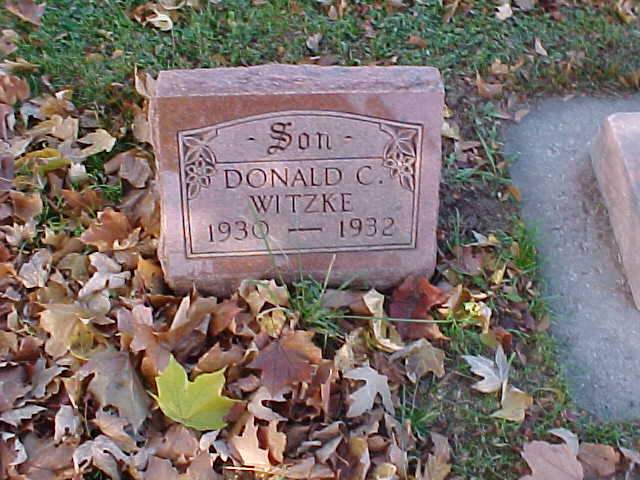 - Son -
DONALD C.
WITZKE
1930 — 1932